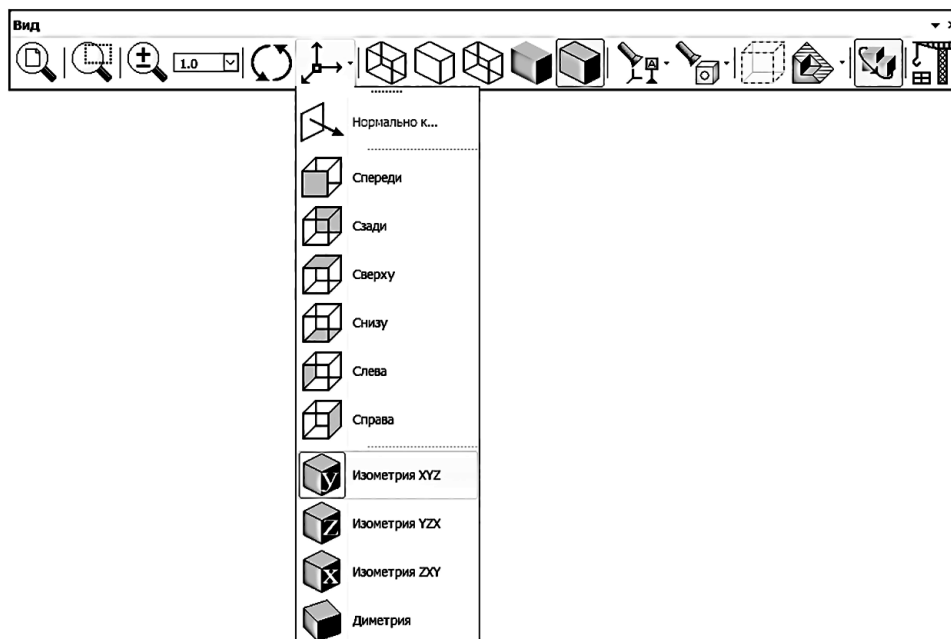 Вид
1.0
Нормально к...
Спереди
Сзади
Сверху
Снизу
Слева
Справа
Изометрия XYZ
Изометрия YZX
Изометрия ZXY
Диметрия